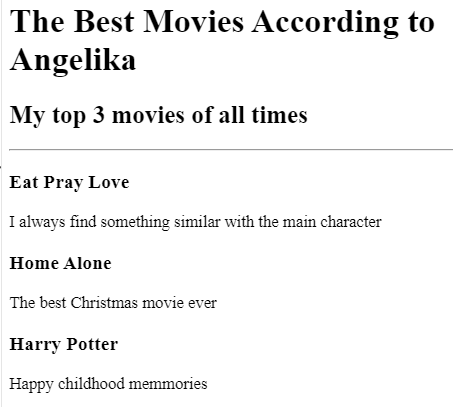 The Best Movies According to
Angelika
My top 3 movies of all times
Eat Pray Love
I always find something similar with the main character
Home Alone
The best Christmas movie ever
Harry Potter
Happy childhood memmories